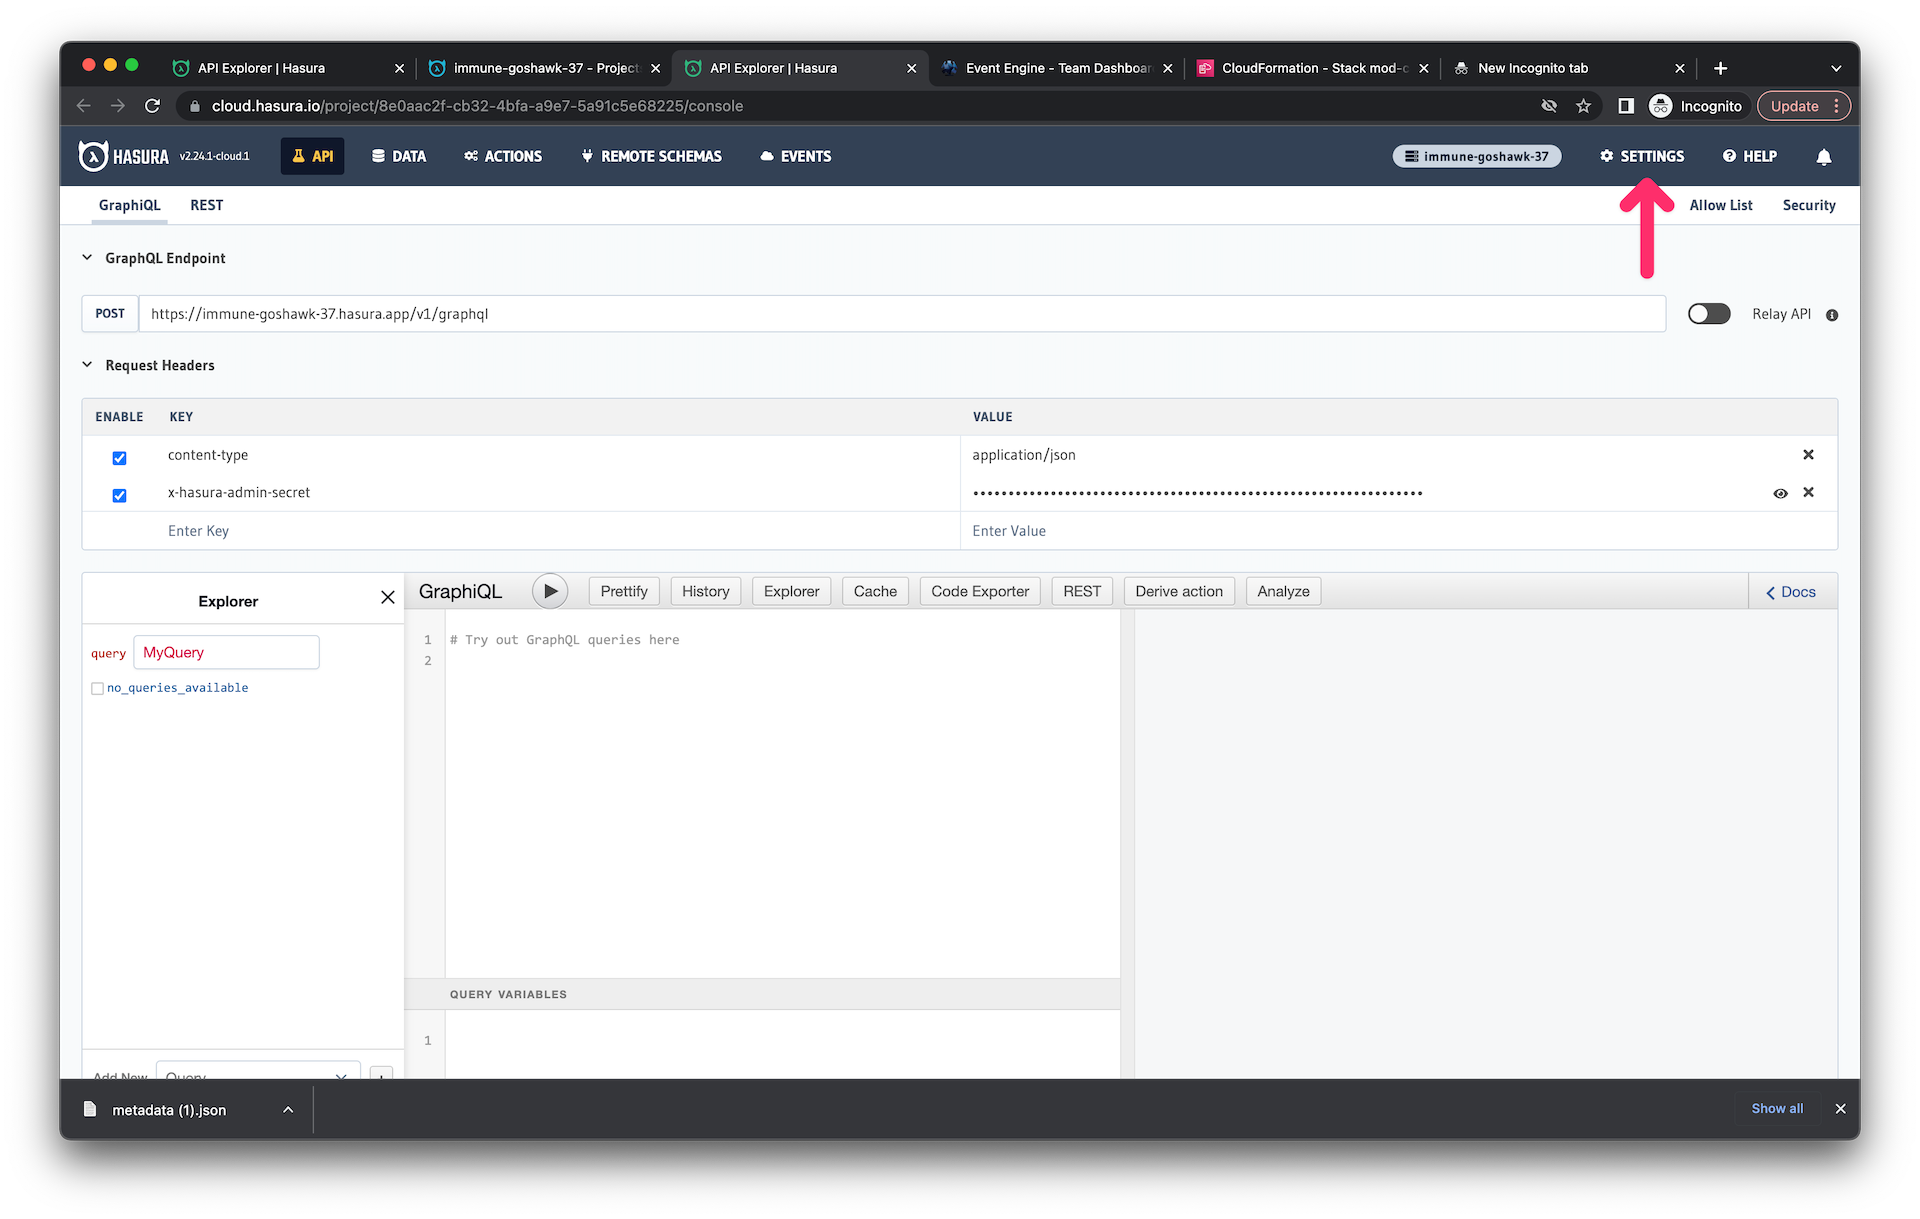 API Explorer | Hasura
immune-goshawk-37 - Project
API Explorer | Hasura
Event Engine - Team Dashboar
CloudFormation - Stack mod-c
New Incognito tab
cloud.hasura.io/project/8e0aac2f-cb32-4bfa-a9e7-5a91c5e68225/console
Incognito
Update
HASURA v2.24.1-cloud.1 API DATA ACTIONS REMOTE SCHEMAS EVENTS immune-goshawk-37 SETTINGS HELP
GraphiQL REST Allow List Security
GraphQL Endpoint
POST https://immune-goshawk-37.hasura.app/v1/graphql Relay API
Request Headers
ENABLE KEY VALUE
content-type application/json
x-hasura-admin-secret ••••••••••••••••••••••••••••••••••••••••••••••••••••••••••••••••
Enter Key Enter Value
Explorer
GraphiQL Prettify History Explorer Cache Code Exporter REST Derive action Analyze Docs
query MyQuery
no_queries_available
1 # Try out GraphQL queries here
2
QUERY VARIABLES
1
Add New Query
metadata (1).json Show all